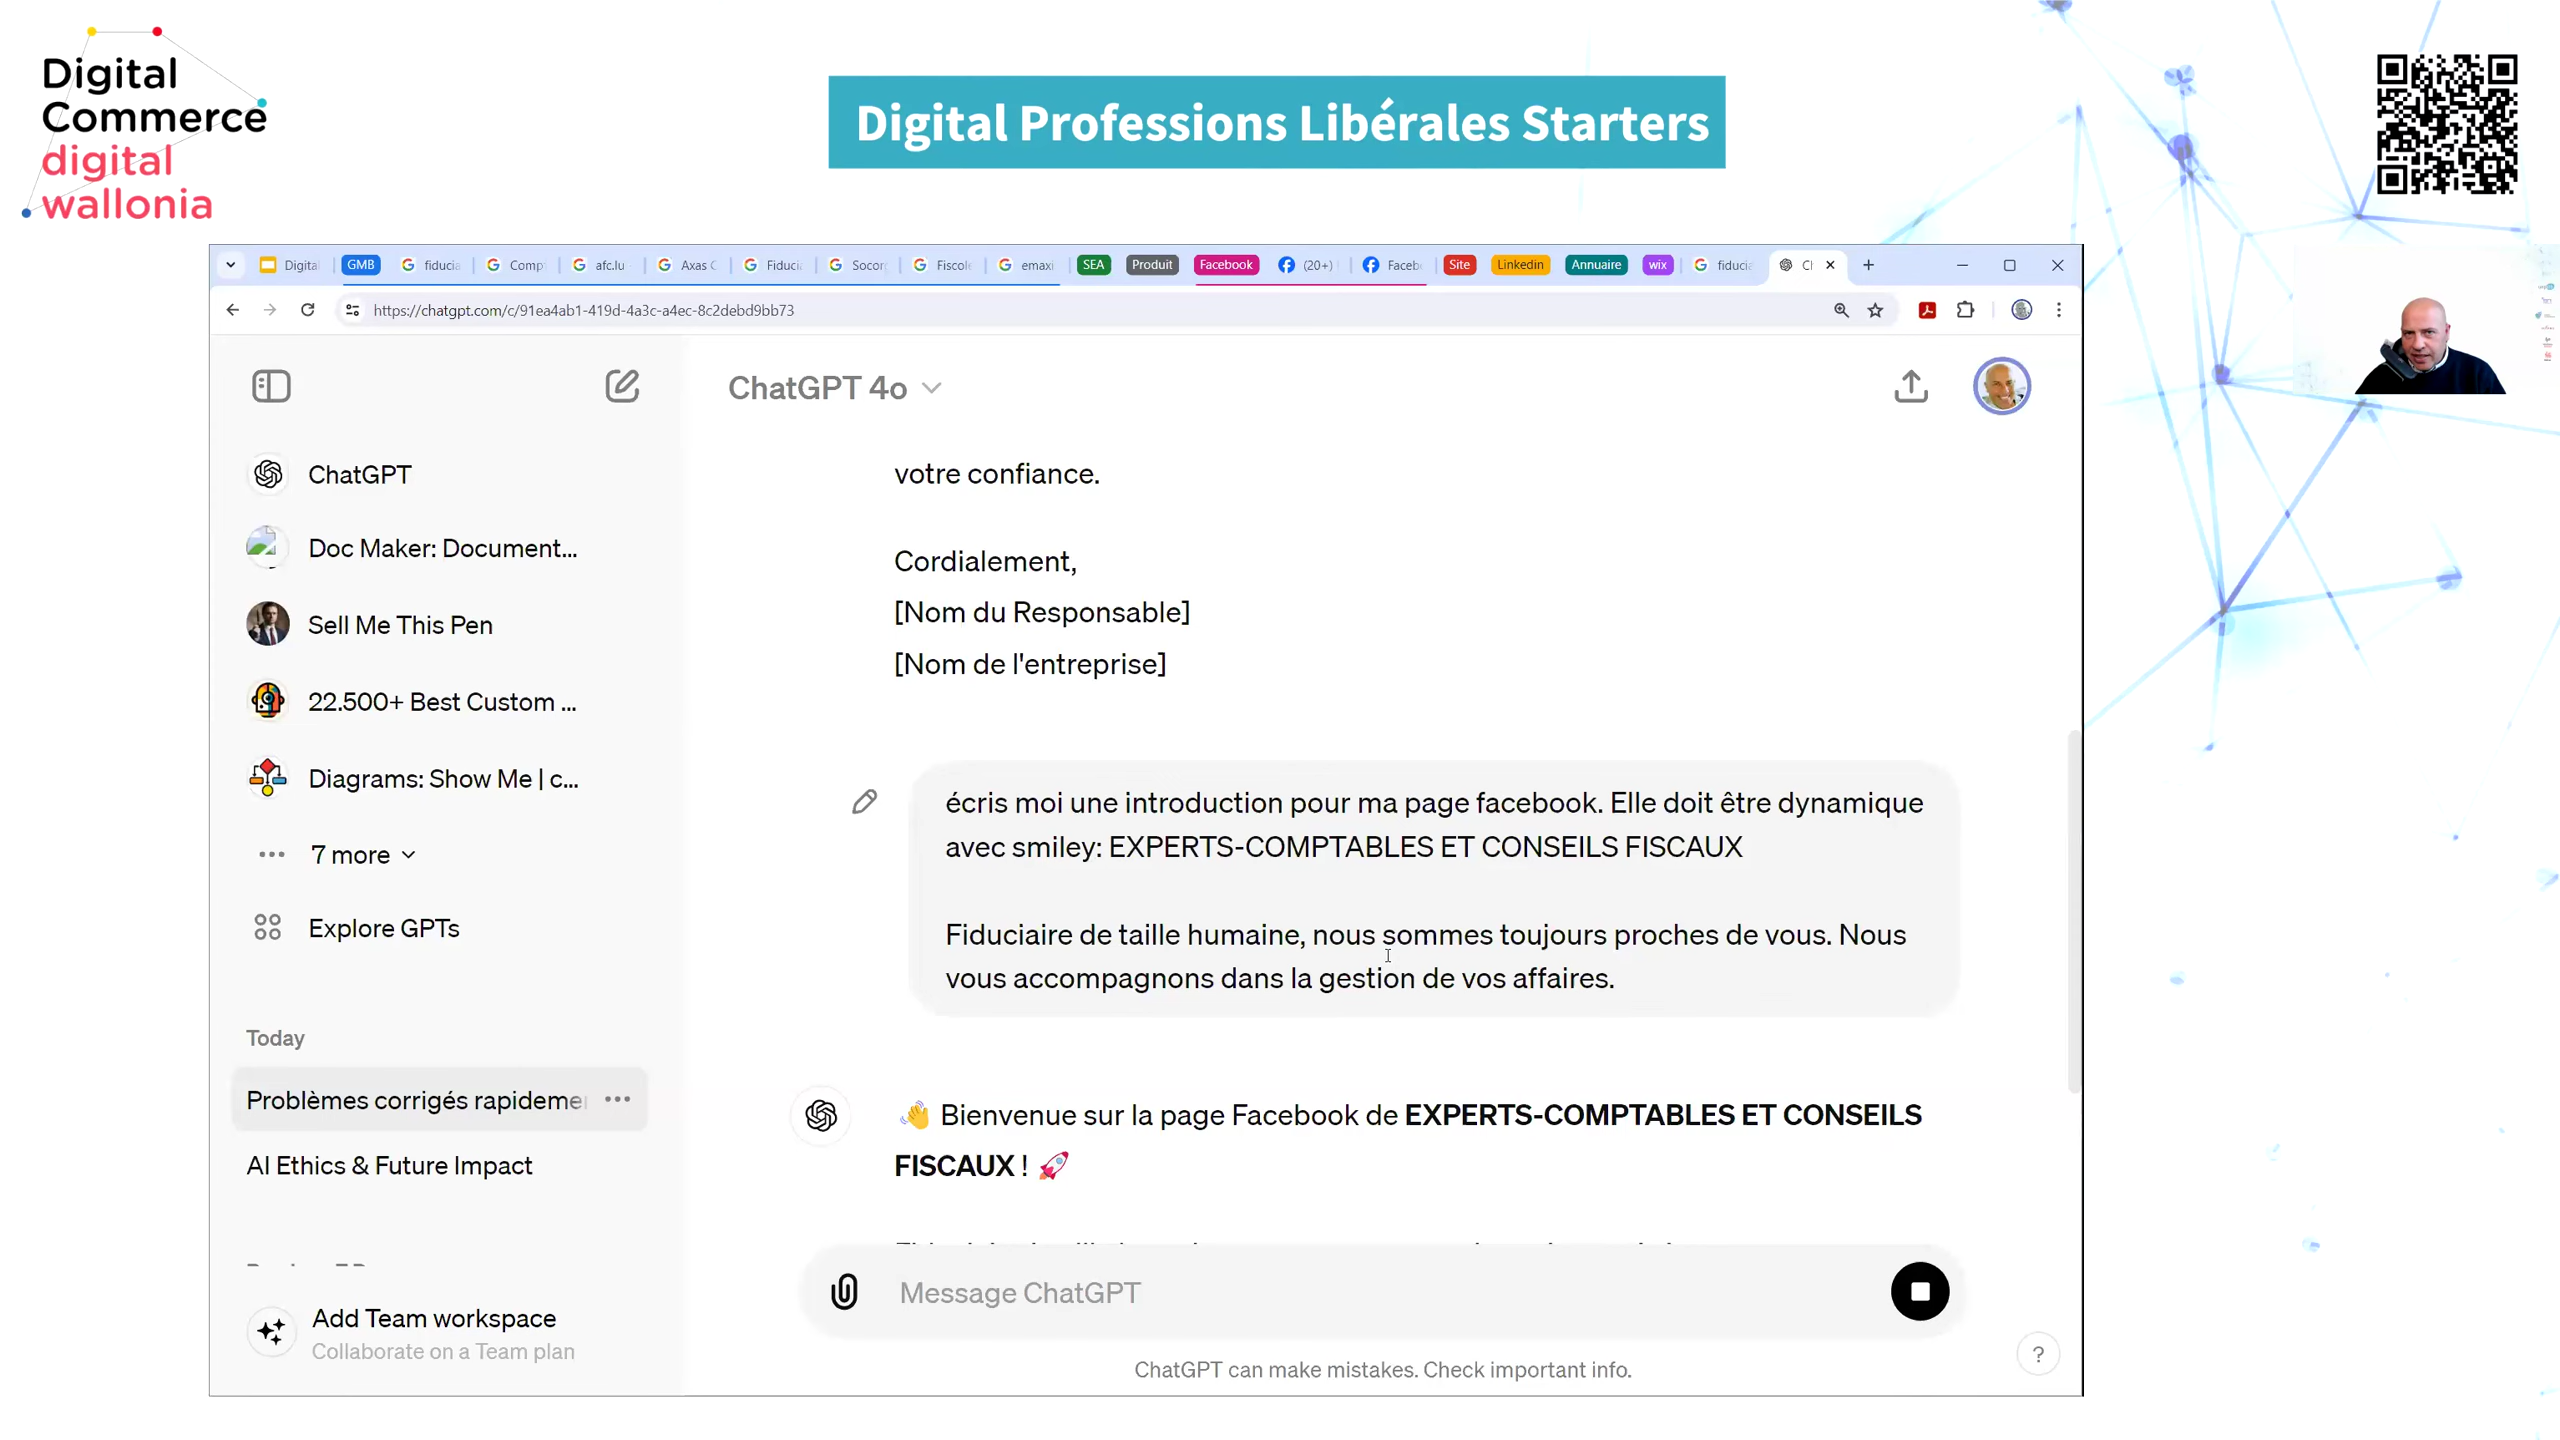 Digital
Commerce
digital
wallonia
Digital Professions Libérales Starters
Digital
GMB
fiducia
Comp
afc.lu
Axas
Fiducia
Socor
Fiscole
emaxi
SEA
Produit
Facebook
(20+)
Faceb
Site
Linkedin
Annuaire
wix
fiducia
https://chatgpt.com/c/91ea4ab1-419d-4a3c-a4ec-8c2debd9bb73
ChatGPT 4o
ChatGPT
Doc Maker: Document...
Sell Me This Pen
22.500+ Best Custom ...
Diagrams: Show Me | c...
7 more
Explore GPTs
Today
Problèmes corrigés rapideme
AI Ethics & Future Impact
Add Team workspace
Collaborate on a Team plan
votre confiance.
Cordialement,
[Nom du Responsable]
[Nom de l'entreprise]
écris moi une introduction pour ma page facebook. Elle doit être dynamique
avec smiley: EXPERTS-COMPTABLES ET CONSEILS FISCAUX
Fiduciaire de taille humaine, nous sommes toujours proches de vous. Nous
vous accompagnons dans la gestion de vos affaires.
👋 Bienvenue sur la page Facebook de EXPERTS-COMPTABLES ET CONSEILS
FISCAUX ! 🚀
Message ChatGPT
ChatGPT can make mistakes. Check important info.
?